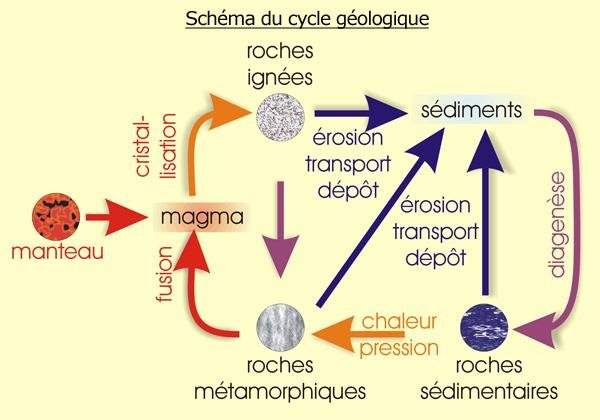 Schéma du cycle géologique
roches
ignées
sédiments
érosion
transport
dépôt
cristal-
lisation
érosion
transport
dépôt
diagenèse
magma
manteau
fusion
chaleur
pression
roches
métamorphiques
roches
sédimentaires